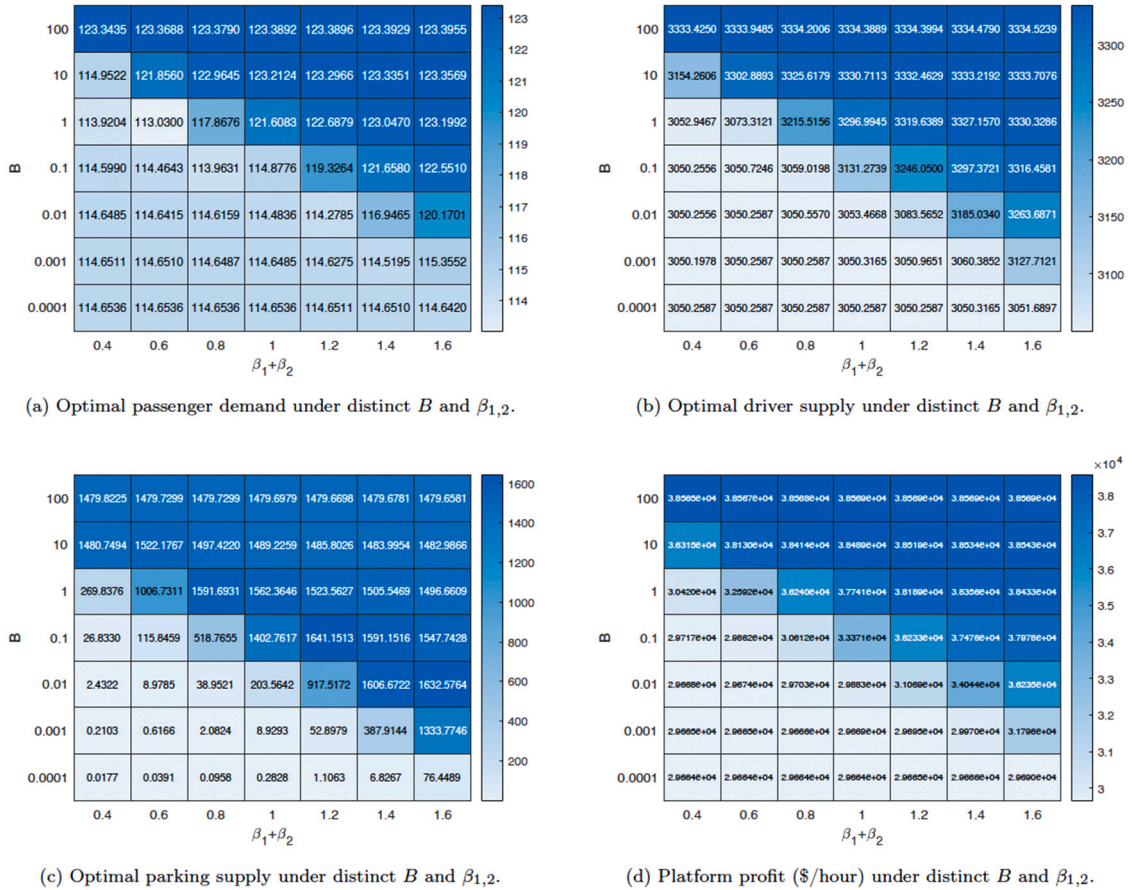 100 123.3435 123.3688 123.3790 123.3892 123.3896 123.3929 123.3955
10 114.9522 121.8560 122.9645 123.2124 123.2966 123.3351 123.3569
1 113.9204 113.0300 117.8676 121.6083 122.6879 123.0470 123.1992
0.1 114.5990 114.4643 113.9631 114.8776 119.3264 121.6580 122.5510
0.01 114.6485 114.6415 114.6159 114.4836 114.2785 116.9465 120.1701
0.001 114.6511 114.6510 114.6487 114.6485 114.6275 114.5195 115.3552
0.0001 114.6536 114.6536 114.6536 114.6536 114.6511 114.6510 114.6420
B
0.4 0.6 0.8 1 1.2 1.4 1.6
β1+β2
123
122
121
120
119
118
117
116
115
114
(a) Optimal passenger demand under distinct B and β1,2.
100 3333.4250 3333.9485 3334.2006 3334.3889 3334.3994 3334.4790 3334.5239
10 3154.2606 3302.8893 3325.6179 3330.7113 3332.4629 3333.2192 3333.7076
1 3052.9467 3073.3121 3215.5156 3296.9945 3319.6389 3327.1570 3330.3286
0.1 3050.2556 3050.7246 3059.0198 3131.2739 3246.0500 3297.3721 3316.4581
0.01 3050.2556 3050.2587 3050.5570 3053.4668 3083.5652 3185.0340 3263.6871
0.001 3050.1978 3050.2587 3050.2587 3050.3165 3050.9651 3060.3852 3127.7121
0.0001 3050.2587 3050.2587 3050.2587 3050.2587 3050.2587 3050.3165 3051.6897
B
0.4 0.6 0.8 1 1.2 1.4 1.6
β1+β2
3300
3250
3200
3150
3100
(b) Optimal driver supply under distinct B and β1,2.
100 1479.8225 1479.7299 1479.7299 1479.6979 1479.6698 1479.6781 1479.6581
10 1480.7494 1522.1767 1497.4220 1489.2259 1485.8026 1483.9954 1482.9866
1 269.8376 1006.7311 1591.6931 1562.3646 1523.5627 1505.5469 1496.6609
0.1 26.8330 115.8459 518.7655 1402.7617 1641.1513 1591.1516 1547.7428
0.01 2.4322 8.9785 38.9521 203.5642 917.5172 1606.6722 1632.5764
0.001 0.2103 0.6166 2.0824 8.9293 52.8979 387.9144 1333.7746
0.0001 0.0177 0.0391 0.0958 0.2828 1.1063 6.8267 76.4489
B
0.4 0.6 0.8 1 1.2 1.4 1.6
β1+β2
1600
1400
1200
1000
800
600
400
200
(c) Optimal parking supply under distinct B and β1,2.
×10^4
100 3.8565e+04 3.8567e+04 3.8568e+04 3.8569e+04 3.8569e+04 3.8569e+04 3.8569e+04
10 3.6315e+04 3.8130e+04 3.8414e+04 3.8489e+04 3.8519e+04 3.8534e+04 3.8543e+04
1 3.0420e+04 3.2592e+04 3.6240e+04 3.7741e+04 3.8189e+04 3.8356e+04 3.8433e+04
0.1 2.9717e+04 2.9862e+04 3.0612e+04 3.3371e+04 3.6233e+04 3.7476e+04 3.7978e+04
0.01 2.9668e+04 2.9674e+04 2.9703e+04 2.9883e+04 3.1069e+04 3.4044e+04 3.6235e+04
0.001 2.9665e+04 2.9665e+04 2.9666e+04 2.9669e+04 2.9695e+04 2.9970e+04 3.1796e+04
0.0001 2.9664e+04 2.9664e+04 2.9664e+04 2.9664e+04 2.9665e+04 2.9666e+04 2.9690e+04
B
0.4 0.6 0.8 1 1.2 1.4 1.6
β1+β2
3.8
3.7
3.6
3.5
3.4
3.3
3.2
3.1
3
(d) Platform profit ($/hour) under distinct B and β1,2.